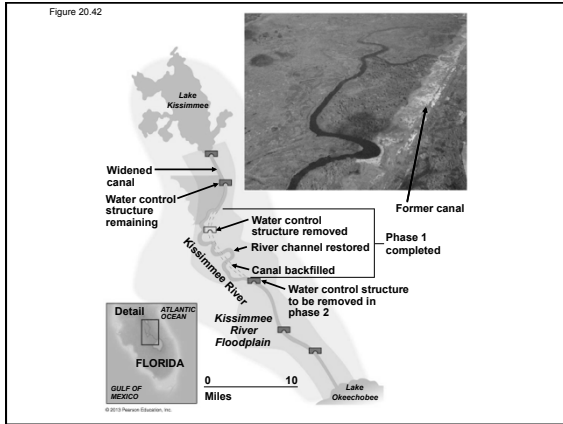 Figure 20.42
Lake
Kissimmee
Widened
canal
Water control
structure
remaining
Former canal
Water control
structure removed
River channel restored
Canal backfilled
Phase 1
completed
Kissimmee River
Water control structure
to be removed in
phase 2
Kissimmee
River
Floodplain
Detail
ATLANTIC
OCEAN
FLORIDA
GULF OF
MEXICO
0 10
Miles
Lake
Okeechobee
© 2013 Pearson Education, Inc.